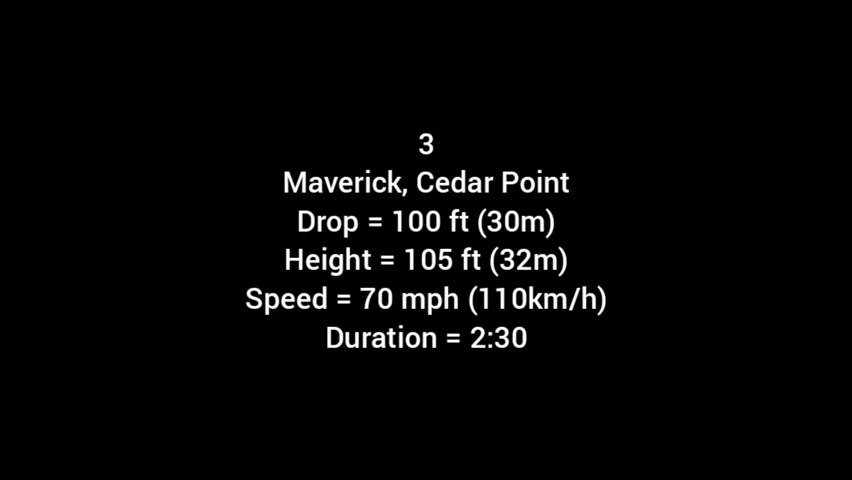 3
Maverick, Cedar Point
Drop = 100 ft (30m)
Height = 105 ft (32m)
Speed = 70 mph (110km/h)
Duration = 2:30